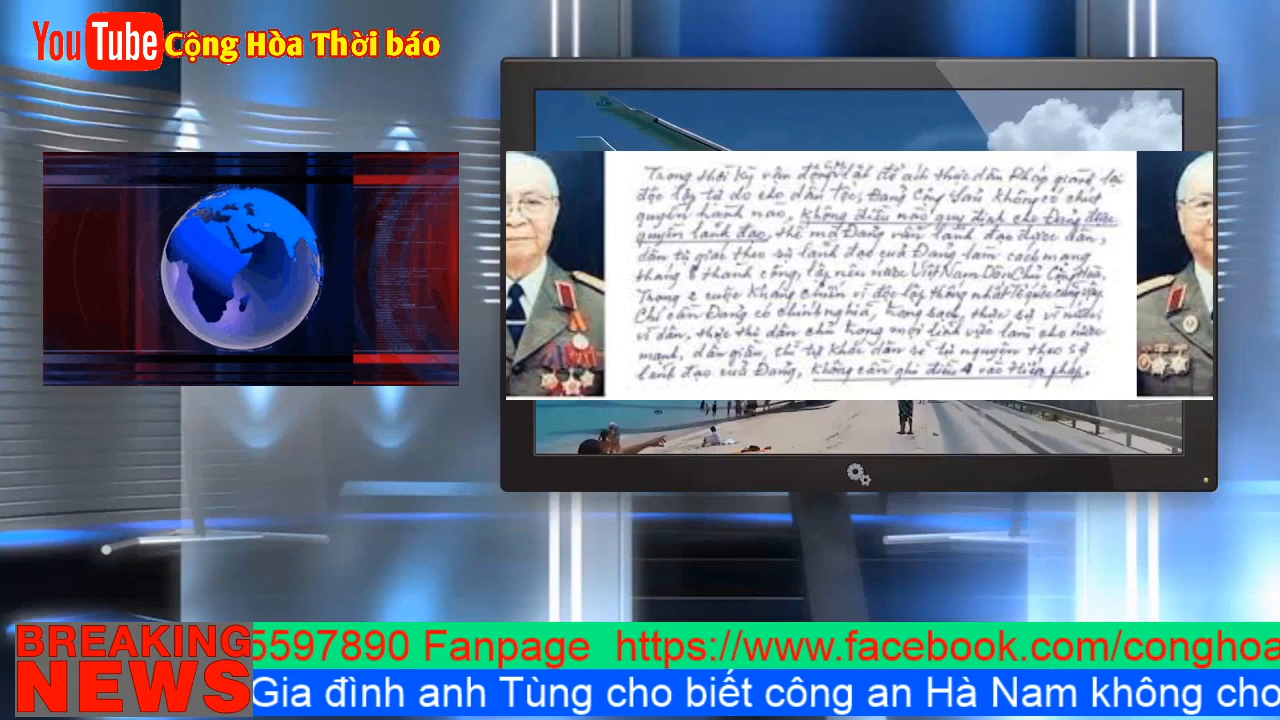 YouTube Cộng Hòa Thời báo
Trong thời kỳ vận động CM lật đổ ách thực dân Pháp giành lại
độc lập tự do cho dân tộc, Đảng Cộng sản không có chút
quyền hành nào, không điều nào quy định cho Đảng được
quyền lãnh đạo, thế mà Đảng vẫn lãnh đạo được dân,
dân tự giác theo sự lãnh đạo của Đảng làm cách mạng
tháng 8 thành công, lập nên nước Việt Nam Dân Chủ Cộng Hòa.
Trong 2 cuộc kháng chiến vì độc lập thống nhất Tổ quốc cũng vậy.
Chỉ cần Đảng có chính nghĩa, trong sạch, thực sự vì nước
vì dân, thực thi dân chủ trong mọi lĩnh vực làm cho nước
mạnh, dân giàu, thì tự khắc dân sẽ tự nguyện theo sự
lãnh đạo của Đảng, không cần ghi điều 4 vào Hiến pháp.
BREAKING NEWS
5597890 Fanpage https://www.facebook.com/conghoa
Gia đình anh Tùng cho biết công an Hà Nam không cho